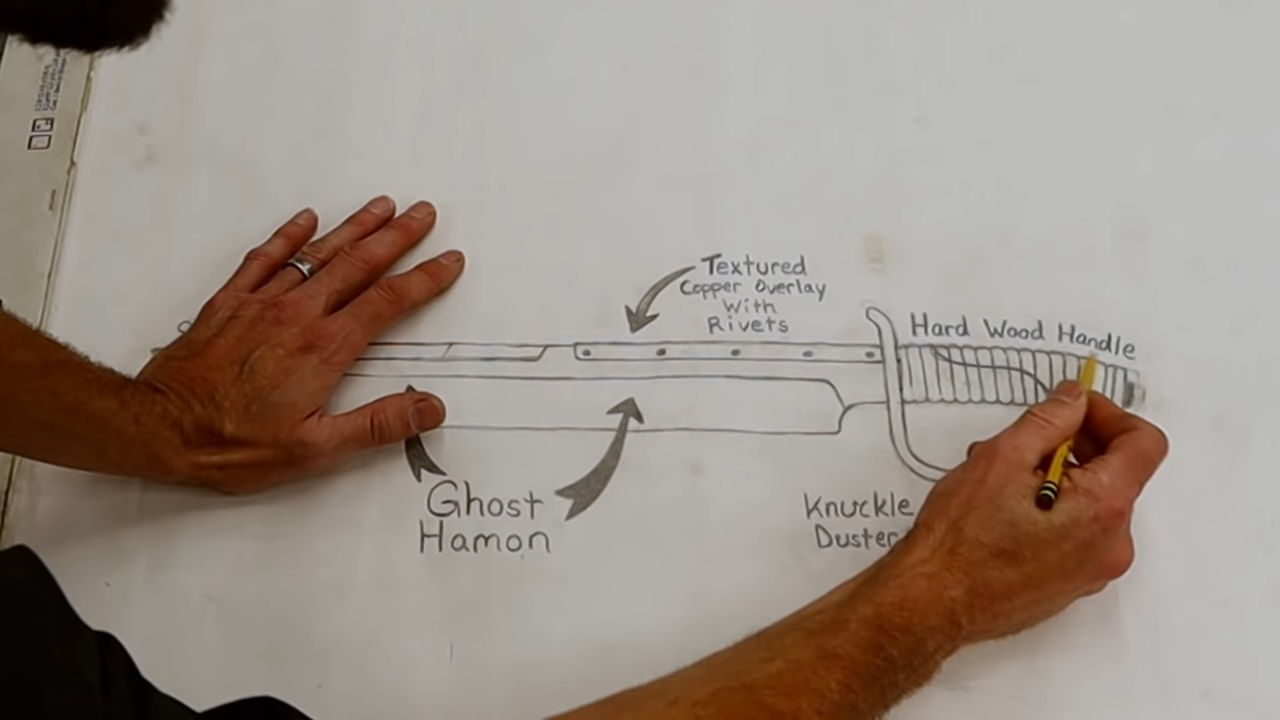 Textured
Copper Overlay
With
Rivets
Hard Wood Handle
Ghost
Hamon
Knuckle
Duster